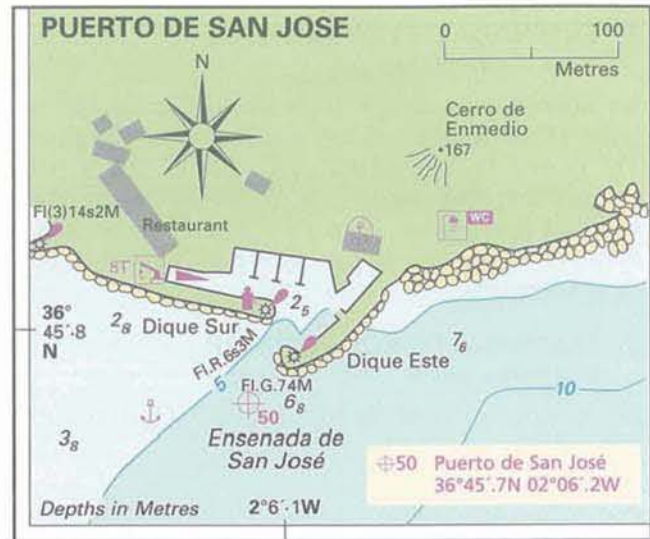 PUERTO DE SAN JOSE
0 100
Metres
N
Cerro de
Enmedio
167
Fl(3)14s2M
Restaurant
WC
8T
36°
45´·8
N
2₈
Dique Sur
2₅
Fl.R.6s3M
Dique Este
7₆
5
Fl.G.74M
6₈
10
50
3₈
Ensenada de
San José
50 Puerto de San José
36°45´.7N 02°06´.2W
Depths in Metres
2°6´·1W